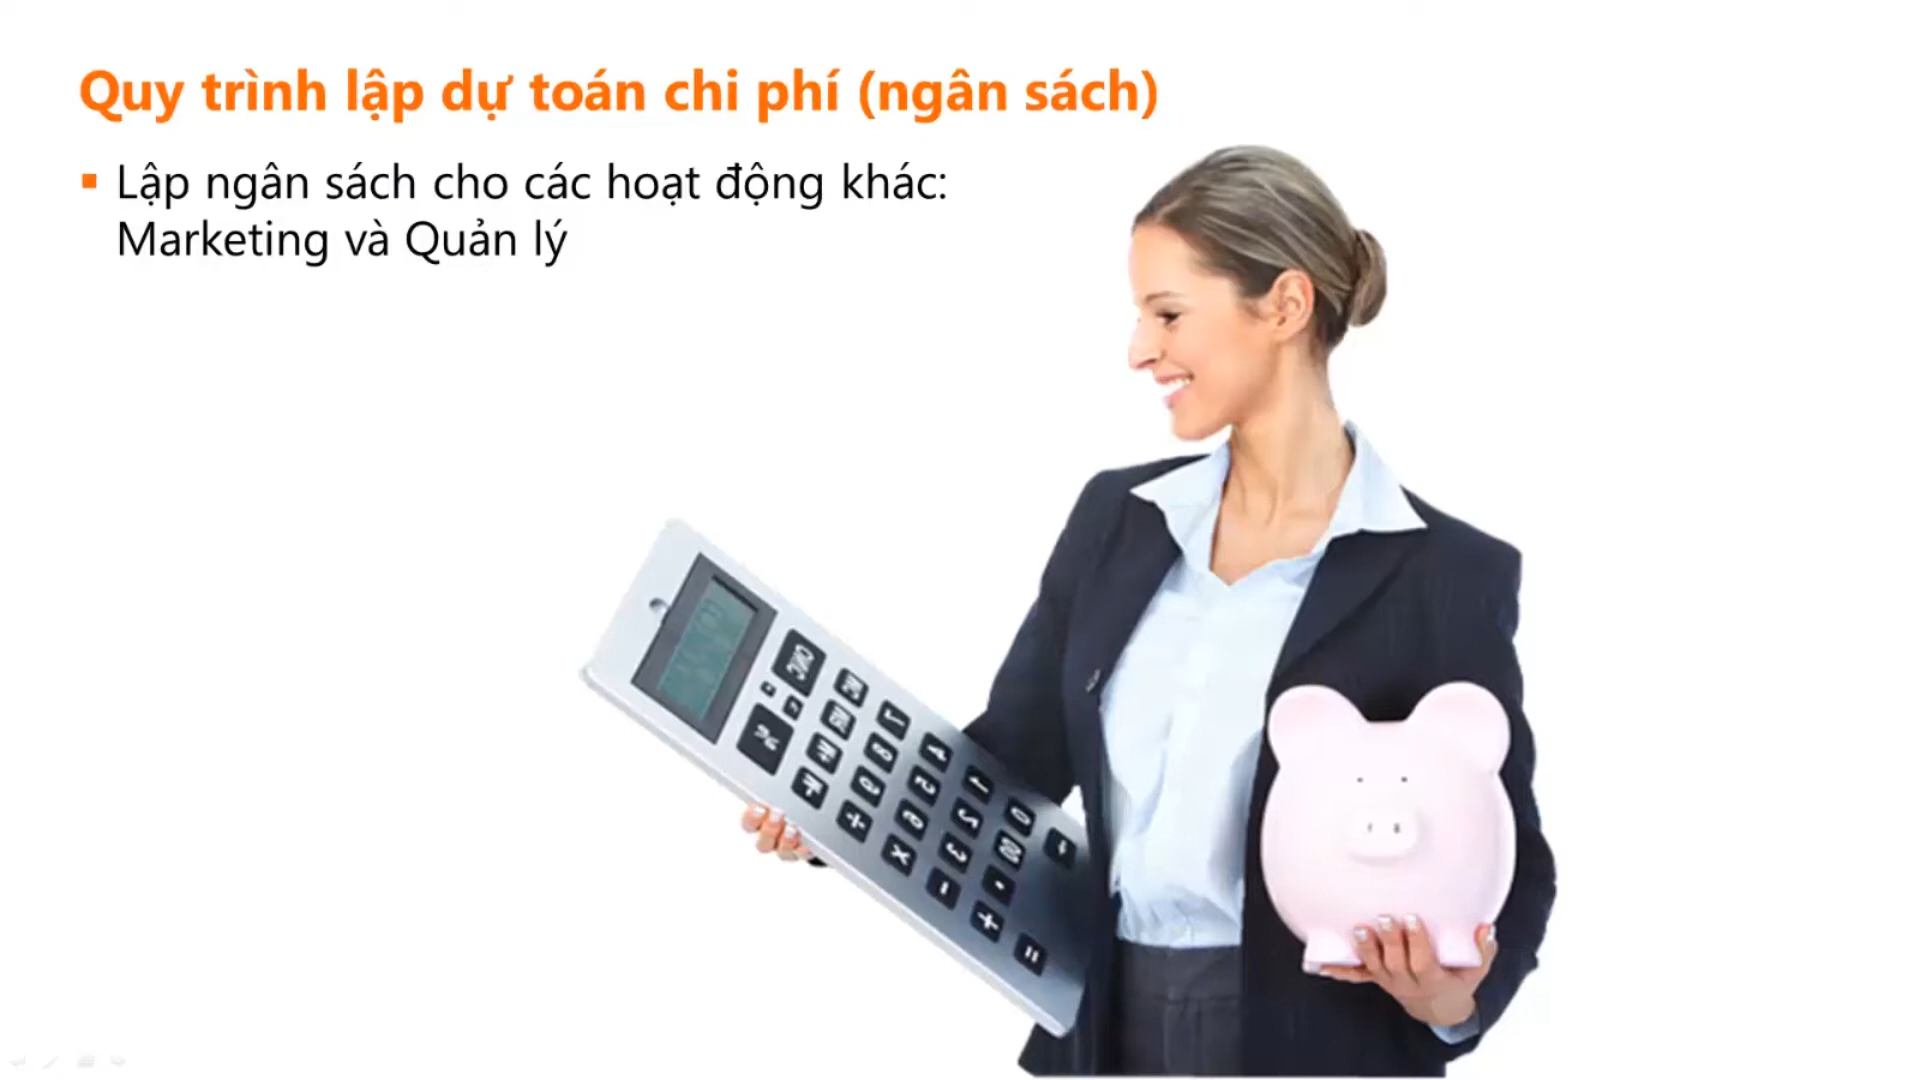 Quy trình lập dự toán chi phí (ngân sách)
Lập ngân sách cho các hoạt động khác:
Marketing và Quản lý